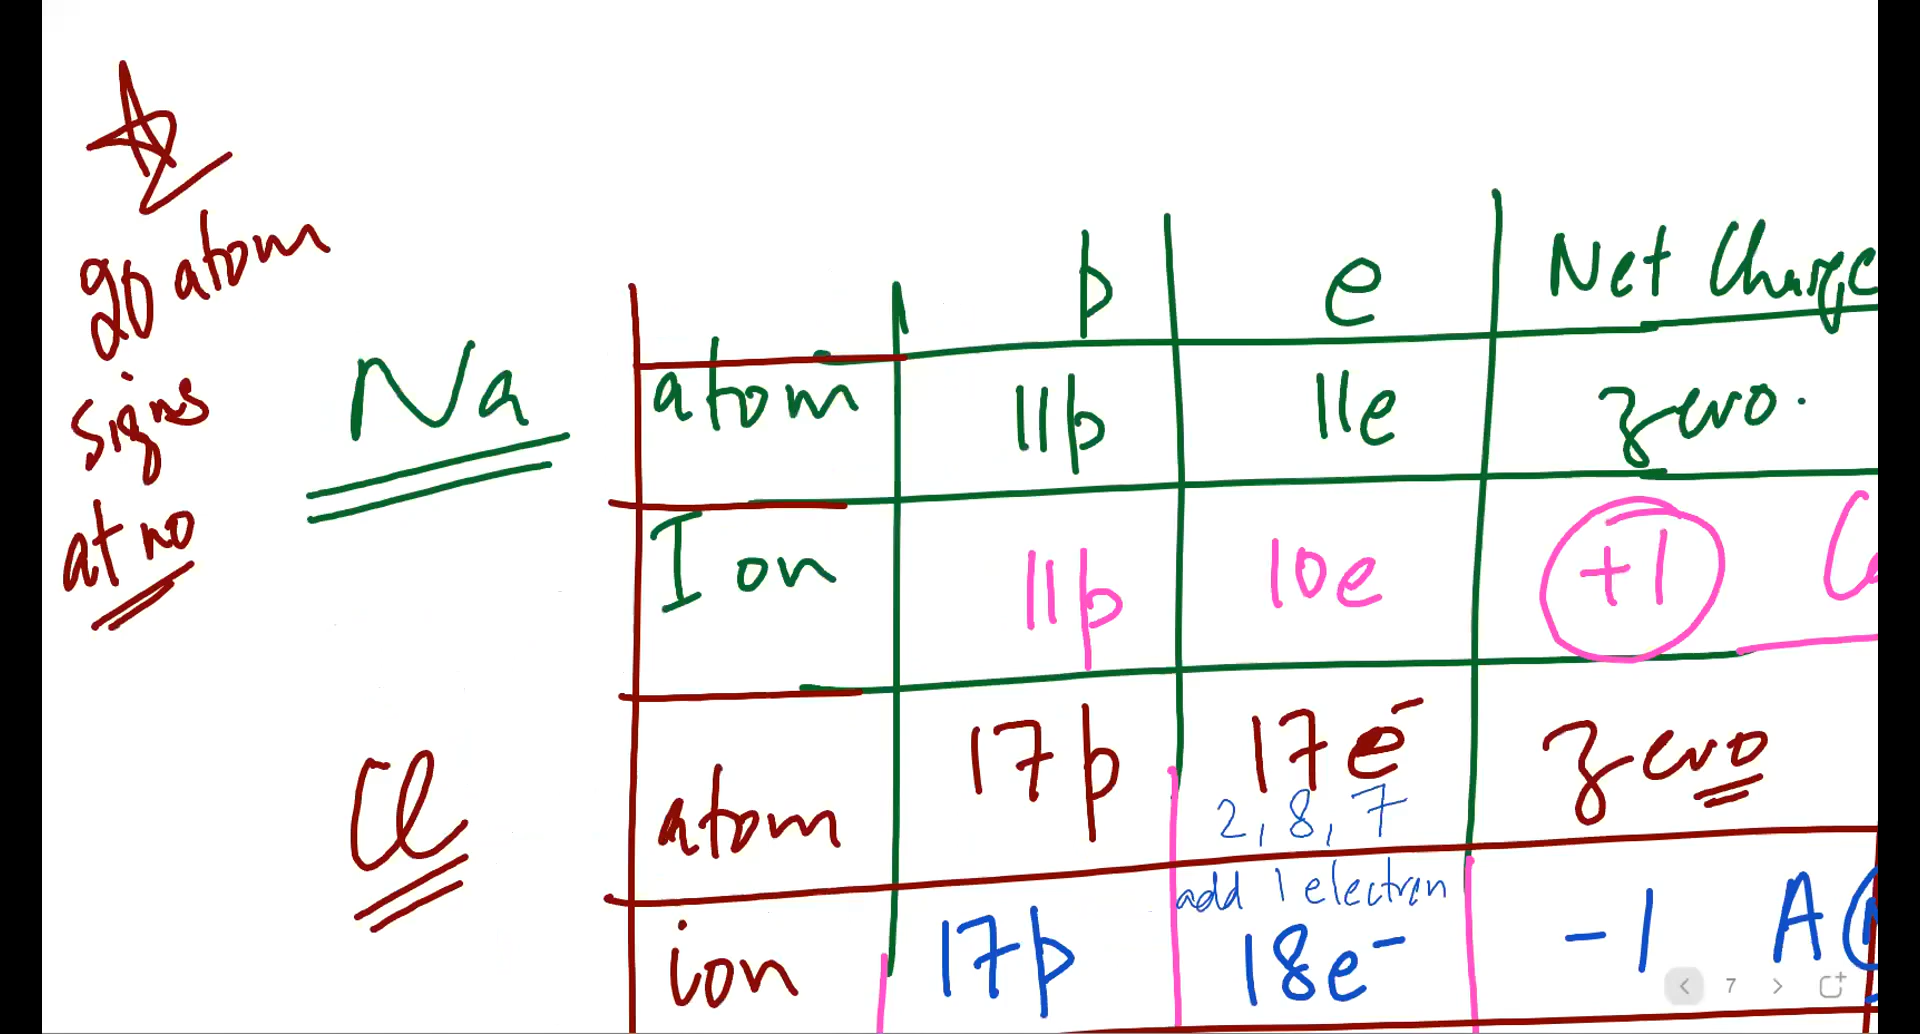 20 atom
signs
at no
p e Net Charge
Na atom 11p 11e zero.
Ion 11p 10e +1
Cl atom 17p 17e⁻ zero
2, 8, 7
add 1 electron
ion 17p 18e⁻ -1 A
7